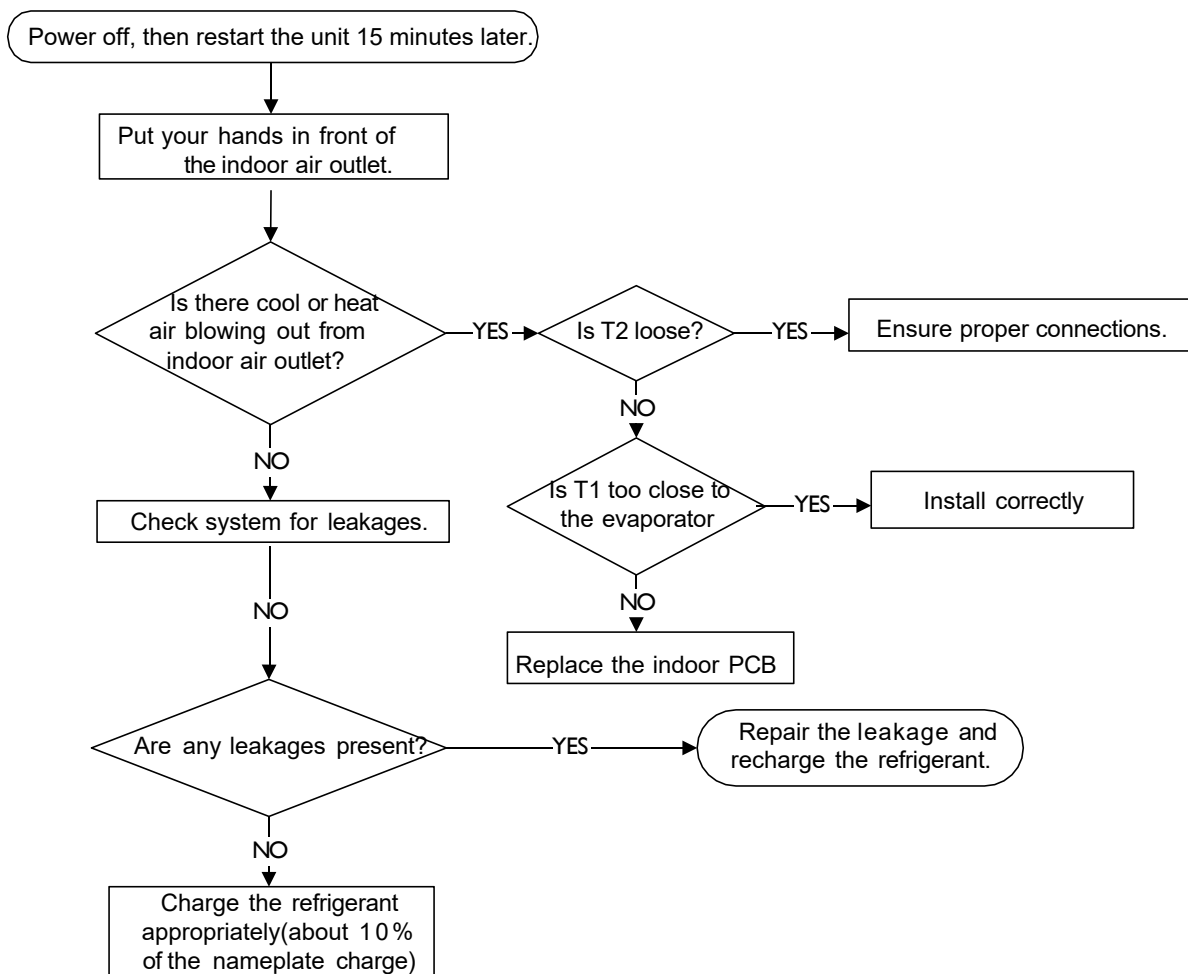 Power off, then restart the unit 15 minutes later.
Put your hands in front of
the indoor air outlet.
Is there cool or heat
air blowing out from
indoor air outlet?
YES
Is T2 loose?
YES
Ensure proper connections.
NO
NO
Is T1 too close to
the evaporator
YES
Install correctly
Check system for leakages.
NO
NO
Replace the indoor PCB
Are any leakages present?
YES
Repair the leakage and
recharge the refrigerant.
NO
Charge the refrigerant
appropriately(about 10%
of the nameplate charge)